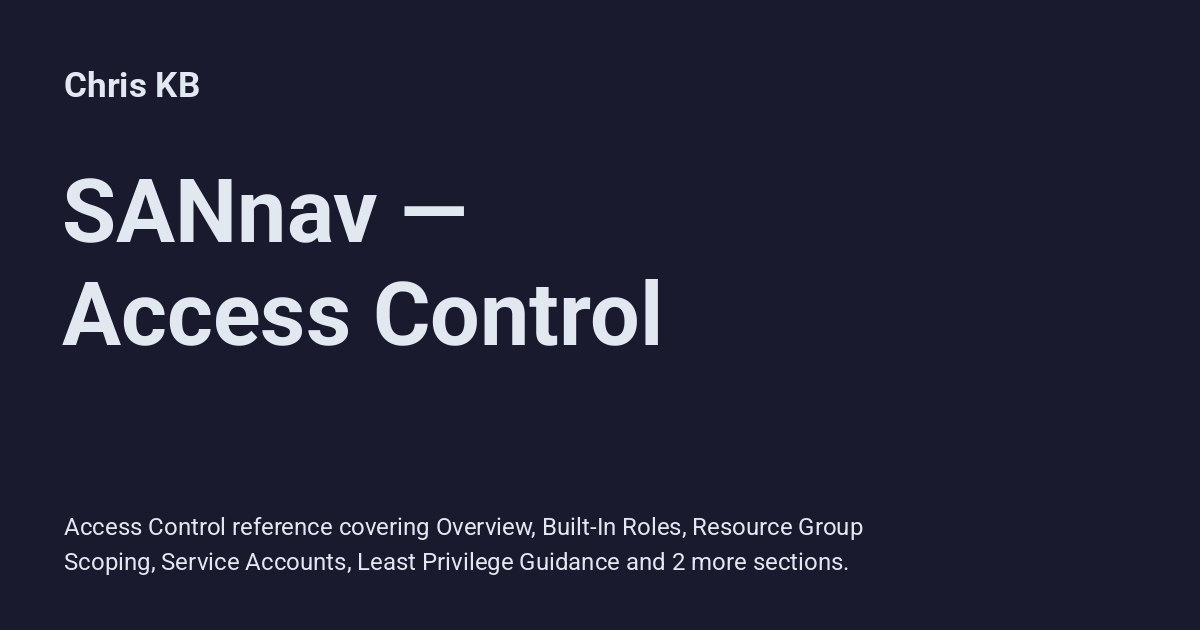 Chris KB
SANnav —
Access Control
Access Control reference covering Overview, Built-In Roles, Resource Group
Scoping, Service Accounts, Least Privilege Guidance and 2 more sections.